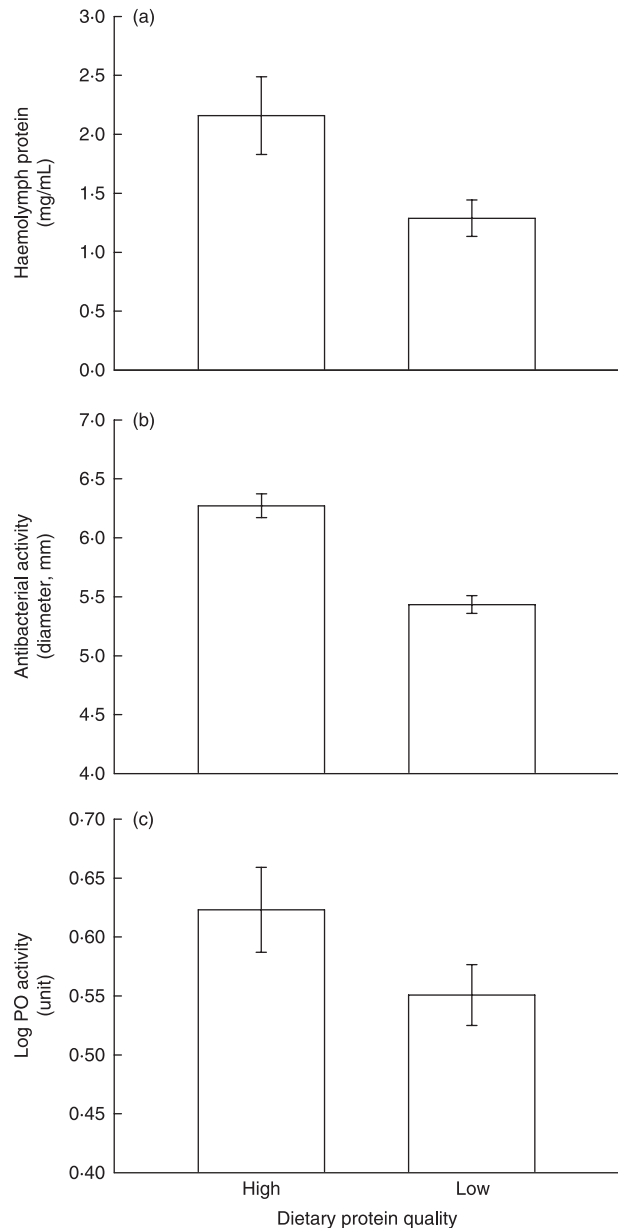 (a)
Haemolymph protein
(mg/mL)
3·0
2·5
2·0
1·5
1·0
0·5
0·0
(b)
Antibacterial activity
(diameter, mm)
7·0
6·5
6·0
5·5
5·0
4·5
4·0
(c)
Log PO activity
(unit)
0·70
0·65
0·60
0·55
0·50
0·45
0·40
High Low
Dietary protein quality